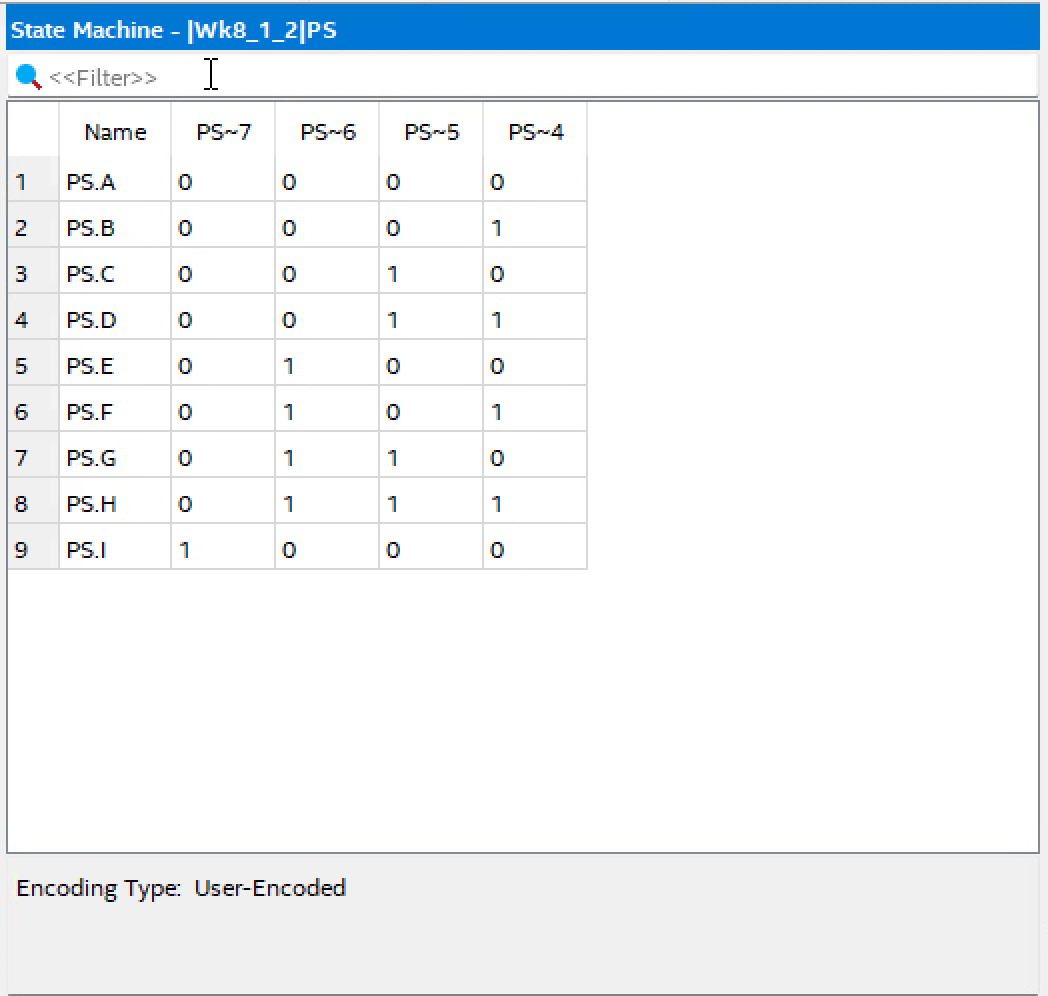 State Machine - |Wk8_1_2|PS
<<Filter>>
Name PS~7 PS~6 PS~5 PS~4
1 PS.A 0 0 0 0
2 PS.B 0 0 0 1
3 PS.C 0 0 1 0
4 PS.D 0 0 1 1
5 PS.E 0 1 0 0
6 PS.F 0 1 0 1
7 PS.G 0 1 1 0
8 PS.H 0 1 1 1
9 PS.I 1 0 0 0
Encoding Type: User-Encoded